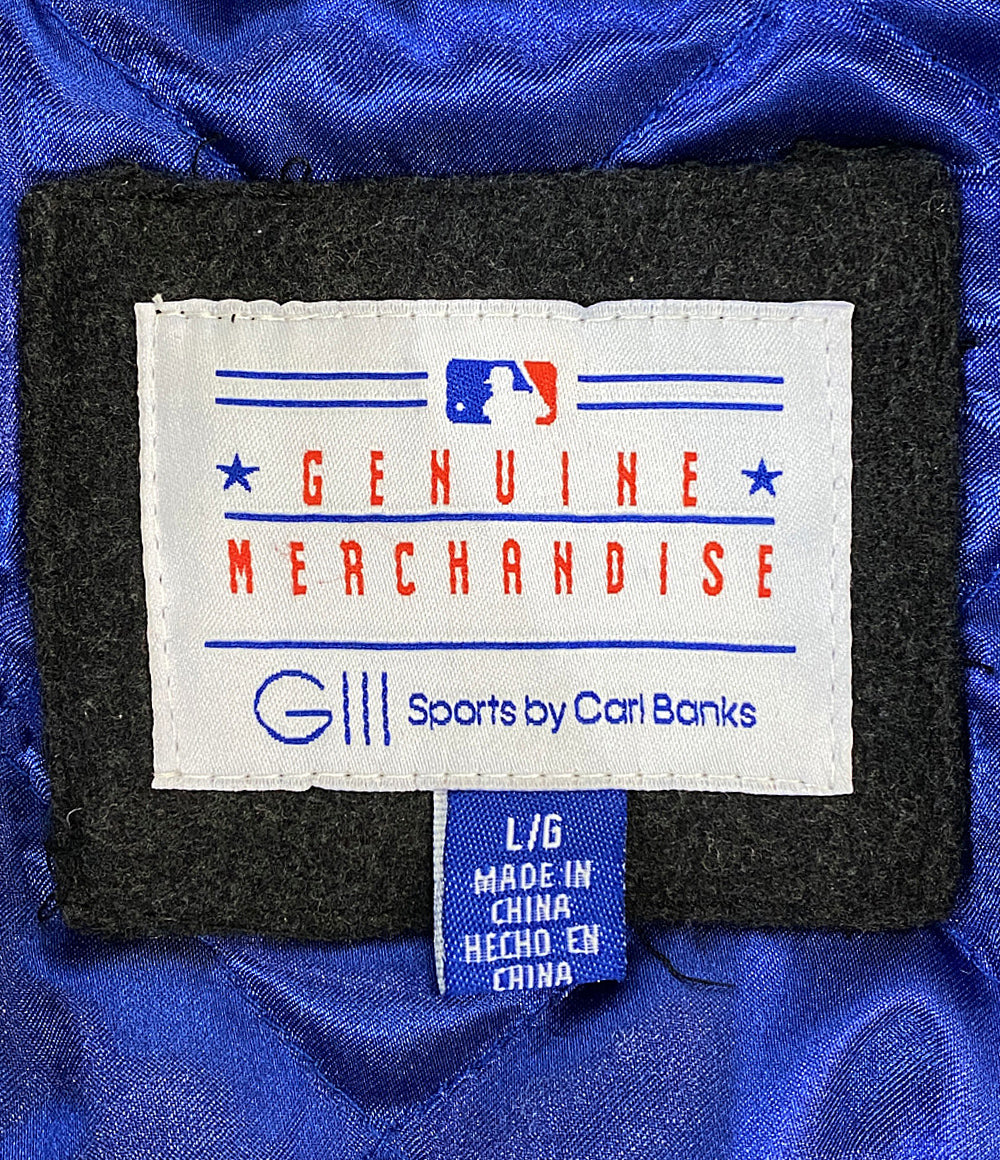 GENUINE
MERCHANDISE
GIII Sports by Carl Banks
L/G
MADE IN
CHINA
HECHO EN
CHINA